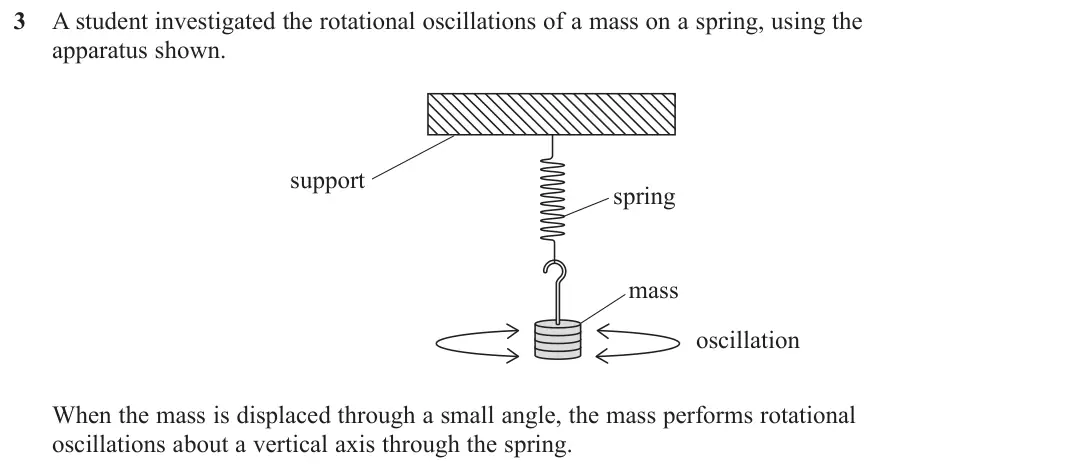 3 A student investigated the rotational oscillations of a mass on a spring, using the
apparatus shown.
support
spring
mass
oscillation
When the mass is displaced through a small angle, the mass performs rotational
oscillations about a vertical axis through the spring.